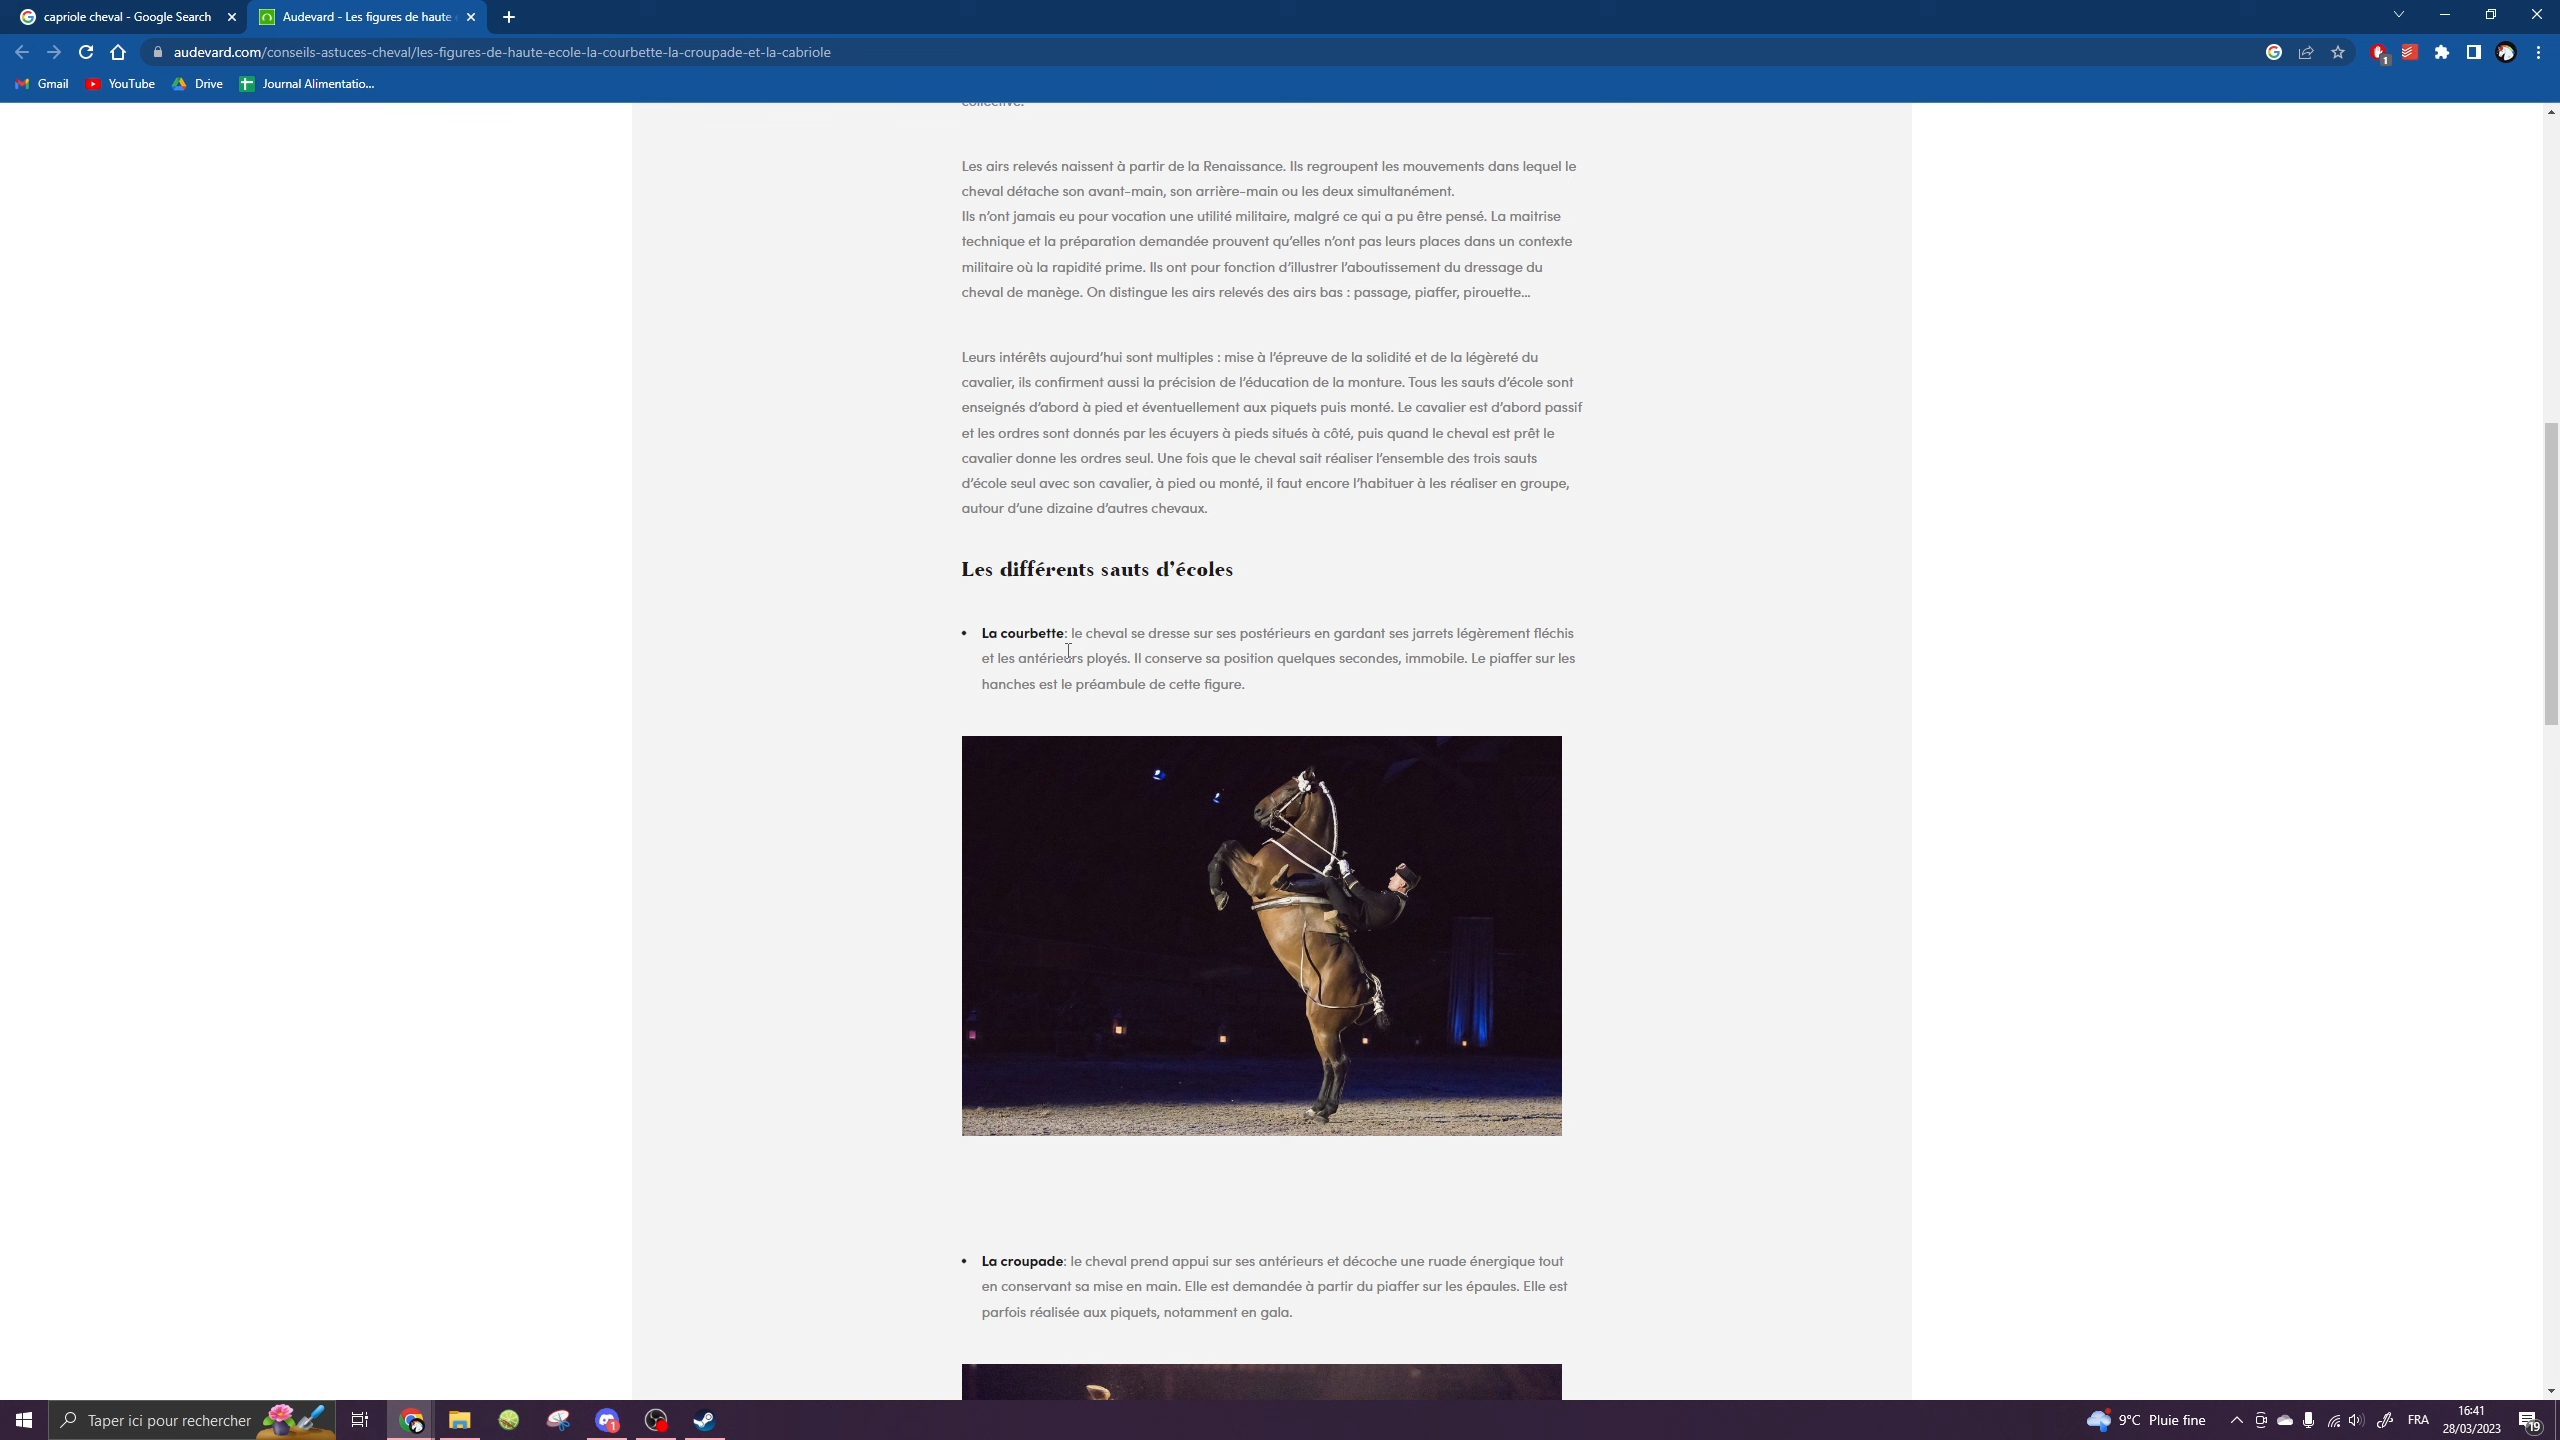 capriole cheval - Google Search
Audevard - Les figures de haute
audevard.com/conseils-astuces-cheval/les-figures-de-haute-ecole-la-courbette-la-croupade-et-la-cabriole
1
Gmail
YouTube
Drive
Journal Alimentatio...
collective.
Les airs relevés naissent à partir de la Renaissance. Ils regroupent les mouvements dans lequel le
cheval détache son avant-main, son arrière-main ou les deux simultanément.
Ils n'ont jamais eu pour vocation une utilité militaire, malgré ce qui a pu être pensé. La maitrise
technique et la préparation demandée prouvent qu'elles n'ont pas leurs places dans un contexte
militaire où la rapidité prime. Ils ont pour fonction d'illustrer l'aboutissement du dressage du
cheval de manège. On distingue les airs relevés des airs bas : passage, piaffer, pirouette...
Leurs intérêts aujourd'hui sont multiples : mise à l'épreuve de la solidité et de la légèreté du
cavalier, ils confirment aussi la précision de l'éducation de la monture. Tous les sauts d'école sont
enseignés d'abord à pied et éventuellement aux piquets puis monté. Le cavalier est d'abord passif
et les ordres sont donnés par les écuyers à pieds situés à côté, puis quand le cheval est prêt le
cavalier donne les ordres seul. Une fois que le cheval sait réaliser l'ensemble des trois sauts
d'école seul avec son cavalier, à pied ou monté, il faut encore l'habituer à les réaliser en groupe,
autour d'une dizaine d'autres chevaux.
Les différents sauts d'écoles
• La courbette: le cheval se dresse sur ses postérieurs en gardant ses jarrets légèrement fléchis
et les antérieurs ployés. Il conserve sa position quelques secondes, immobile. Le piaffer sur les
hanches est le préambule de cette figure.
• La croupade: le cheval prend appui sur ses antérieurs et décoche une ruade énergique tout
en conservant sa mise en main. Elle est demandée à partir du piaffer sur les épaules. Elle est
parfois réalisée aux piquets, notamment en gala.
Taper ici pour rechercher
1
9°C Pluie fine
FRA
16:41
28/03/2023
19